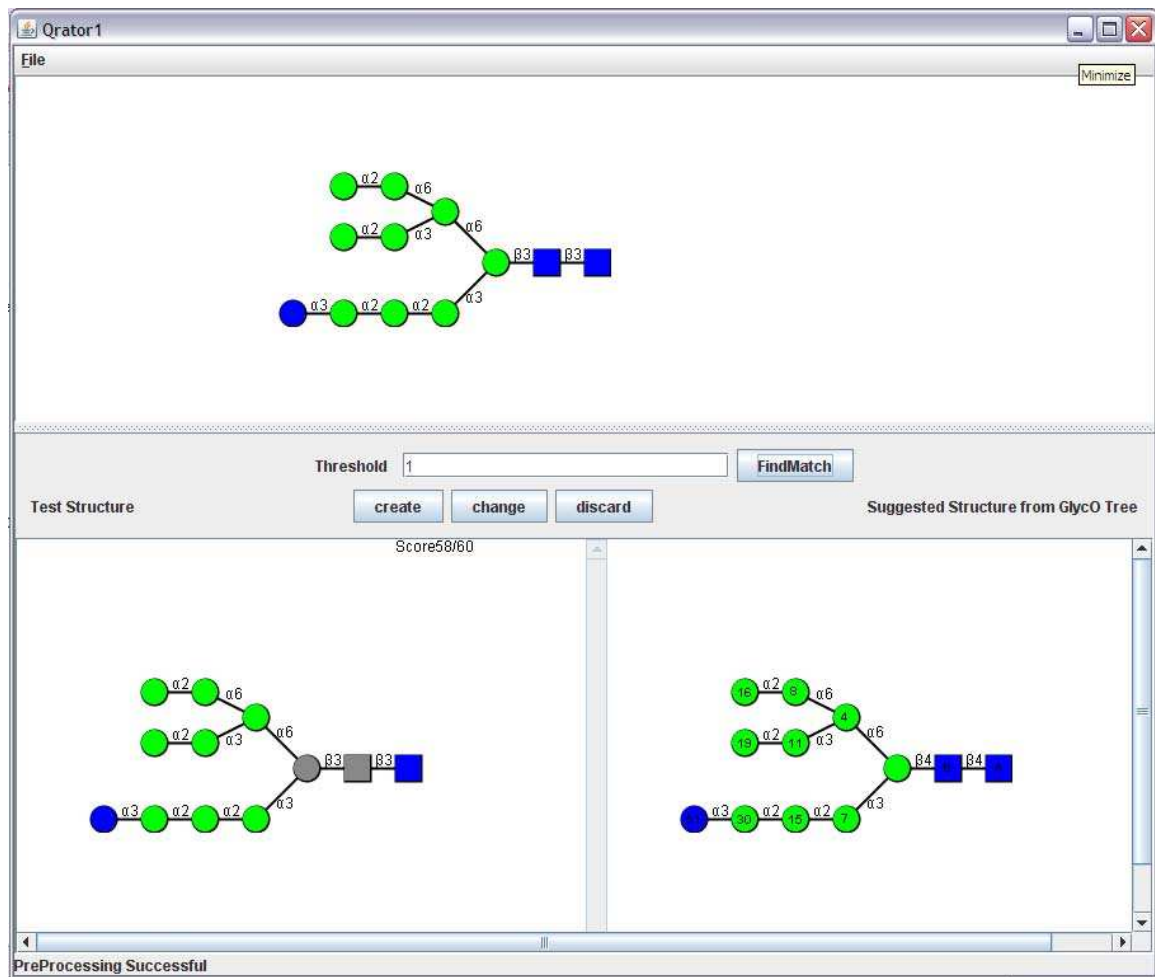 Qrator1
File
Minimize
α2 α6
α2 α3 α6
β3 β3
α3 α2 α2 α3
Threshold 1 FindMatch
Test Structure create change discard Suggested Structure from GlycO Tree
Score58/60
α2 α6
α2 α3 α6
β3 β3
α3 α2 α2 α3
16 α2 α6
4
19 α2 11 α3 α6
β4 β4
α3 30 α2 15 α2 7 α3
PreProcessing Successful